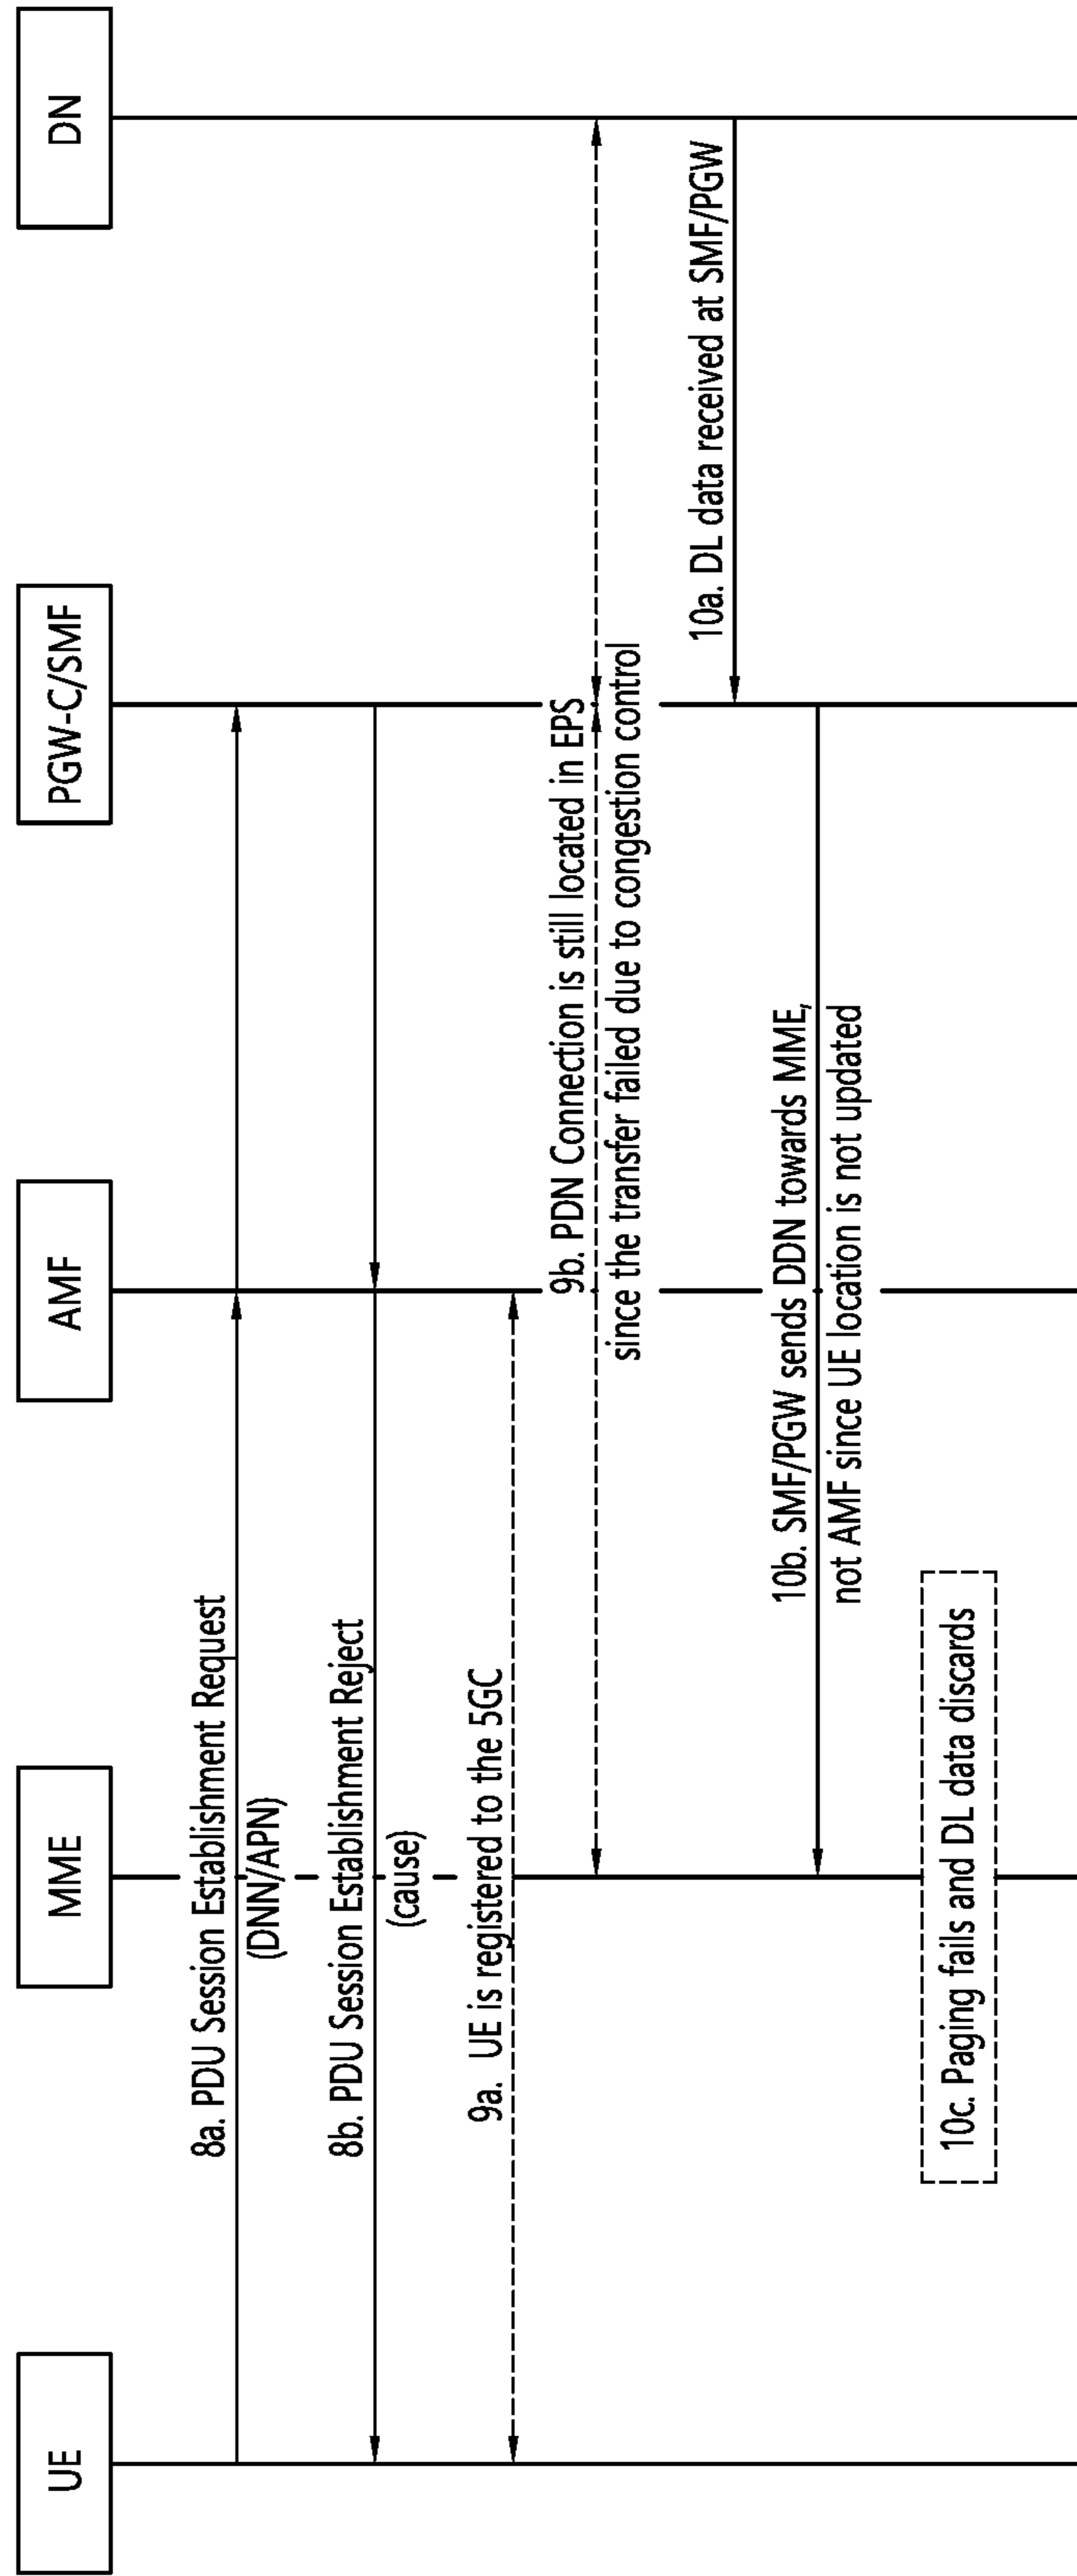 UE
MME
AMF
PGW-C/SMF
DN
8a. PDU Session Establishment Request
(DNN/APN)
8b. PDU Session Establishment Reject
(cause)
9a. UE is registered to the 5GC
9b. PDN Connection is still located in EPS
since the transfer failed due to congestion control
10a. DL data received at SMF/PGW
10b. SMF/PGW sends DDN towards MME,
not AMF since UE location is not updated
10c. Paging fails and DL data discards